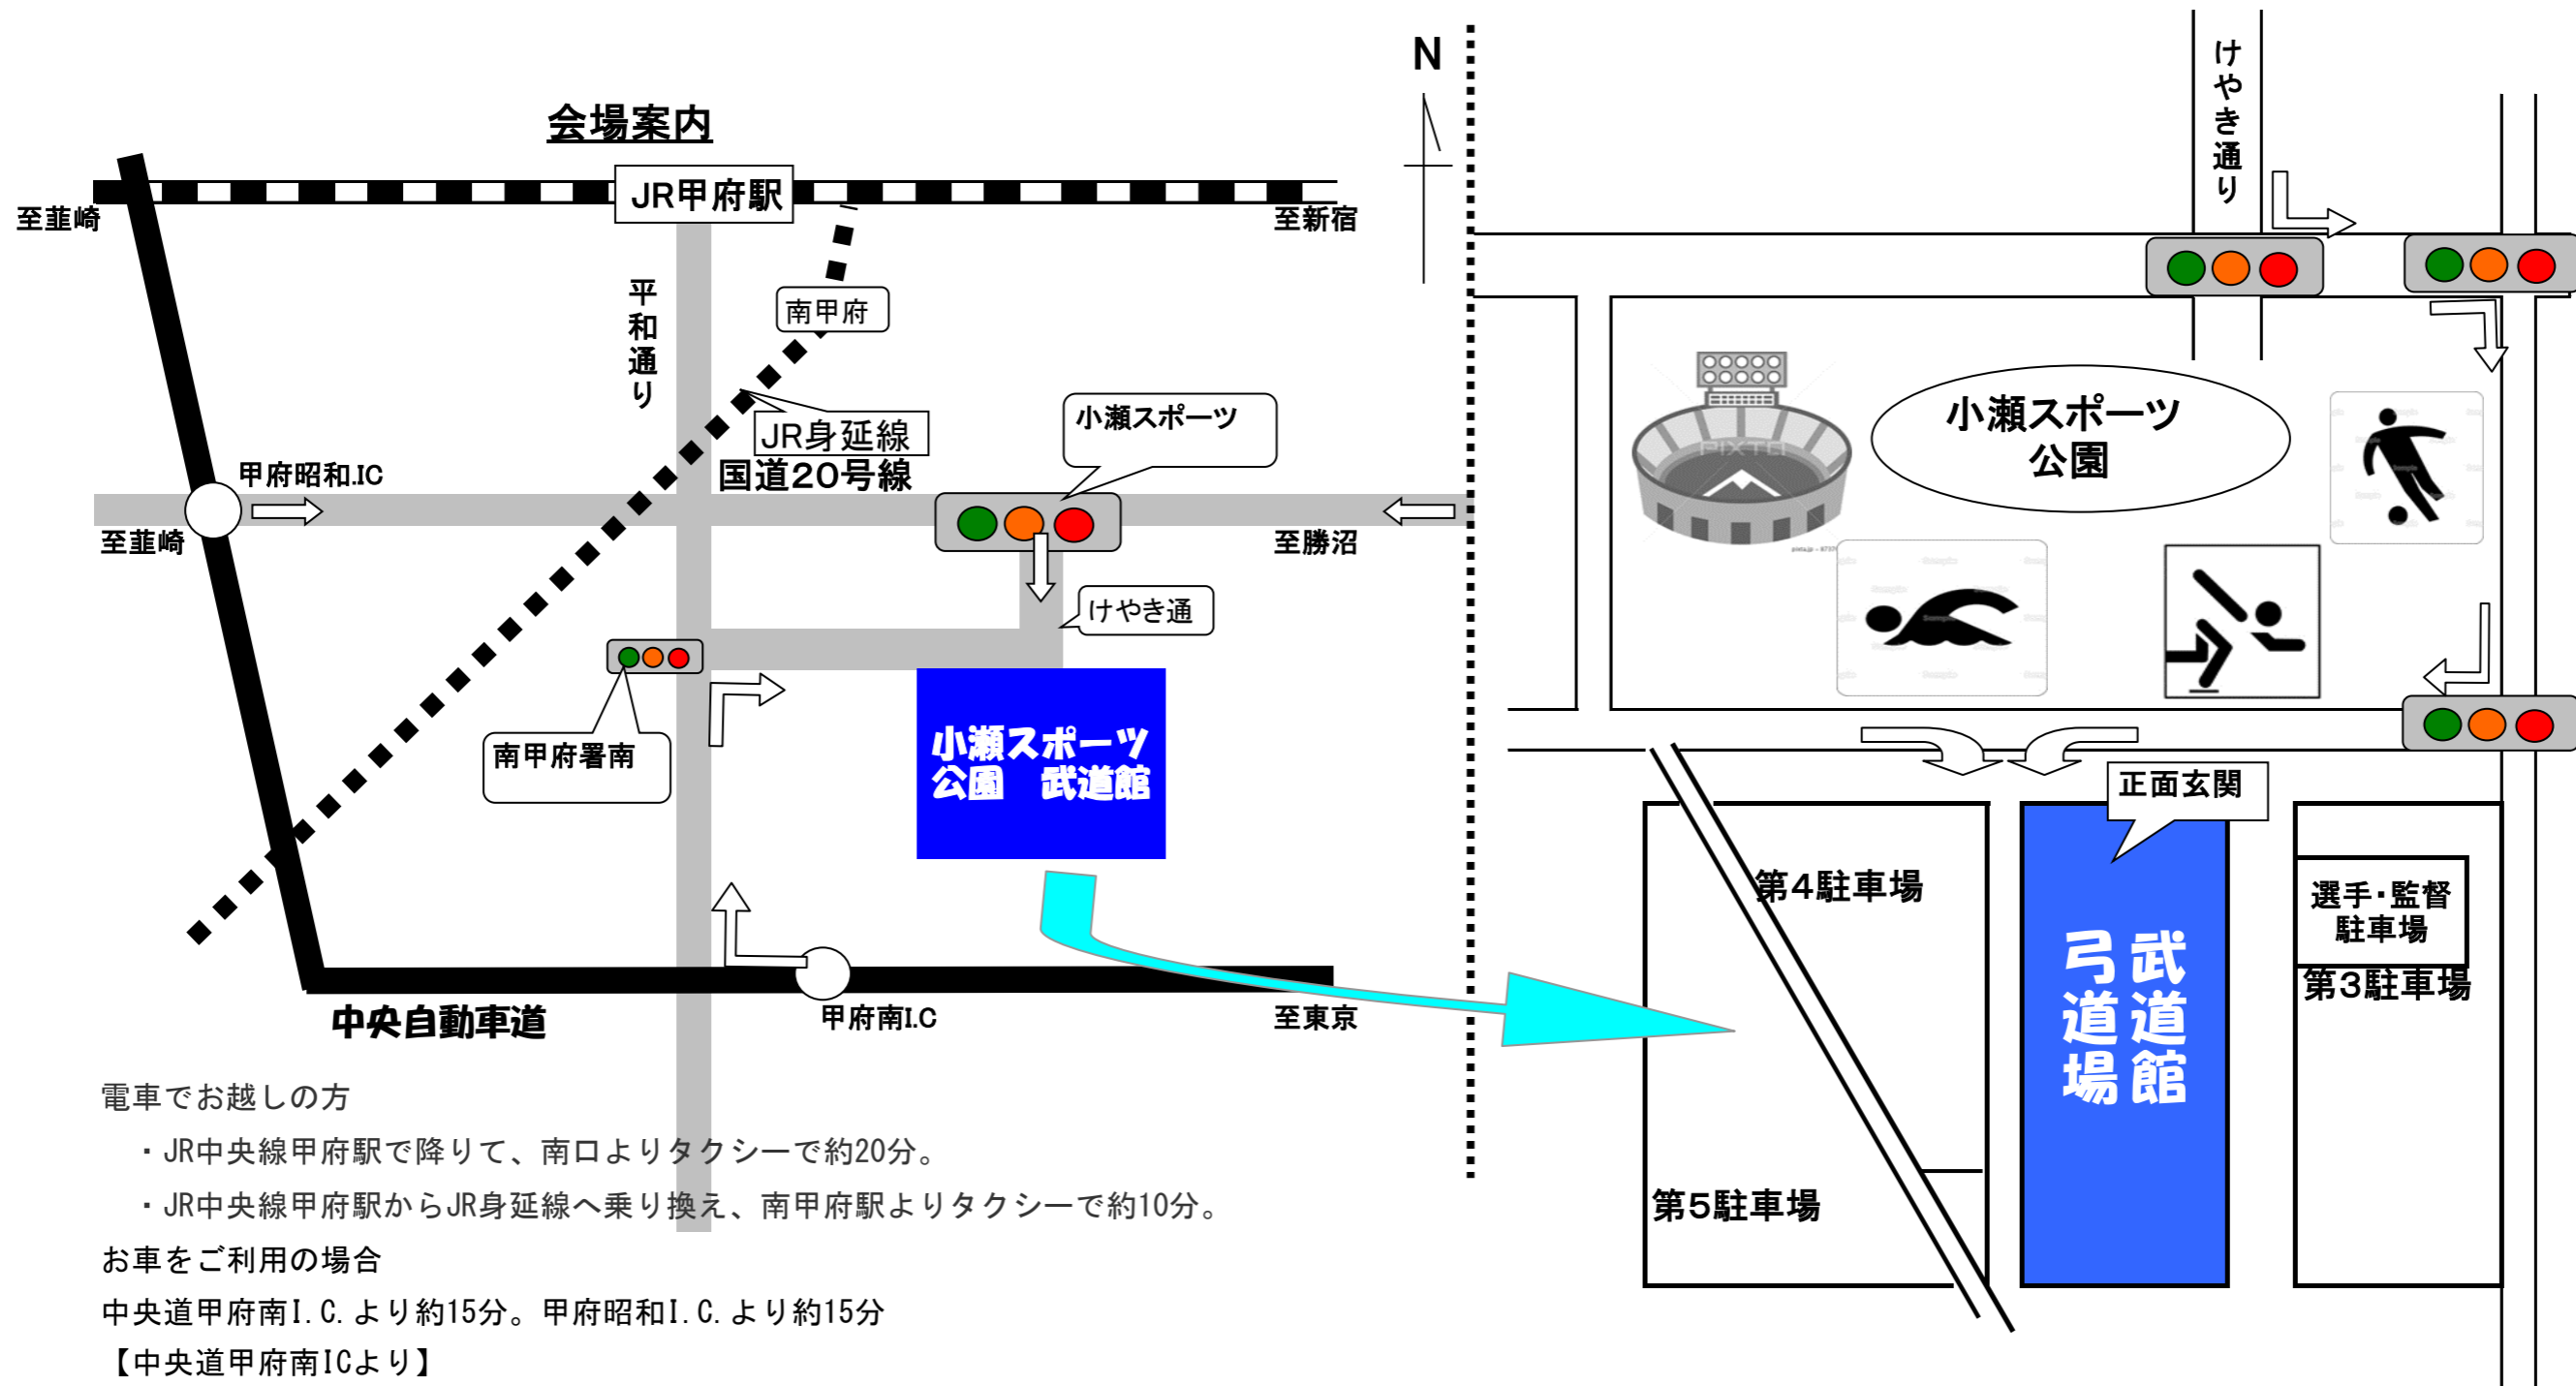 会場案内
N
けやき通り
JR甲府駅
至韮崎
至新宿
平和通り
南甲府
JR身延線
国道20号線
小瀬スポーツ
甲府昭和.IC
至韮崎
至勝沼
けやき通
南甲府署南
小瀬スポーツ
公園　武道館
中央自動車道
甲府南I.C
至東京
小瀬スポーツ
公園
PIXTA
正面玄関
第4駐車場
選手・監督
駐車場
第3駐車場
武道館
弓道場
第5駐車場
電車でお越しの方
・JR中央線甲府駅で降りて、南口よりタクシーで約20分。
・JR中央線甲府駅からJR身延線へ乗り換え、南甲府駅よりタクシーで約10分。
お車をご利用の場合
中央道甲府南I.C.より約15分。甲府昭和I.C.より約15分
【中央道甲府南ICより】